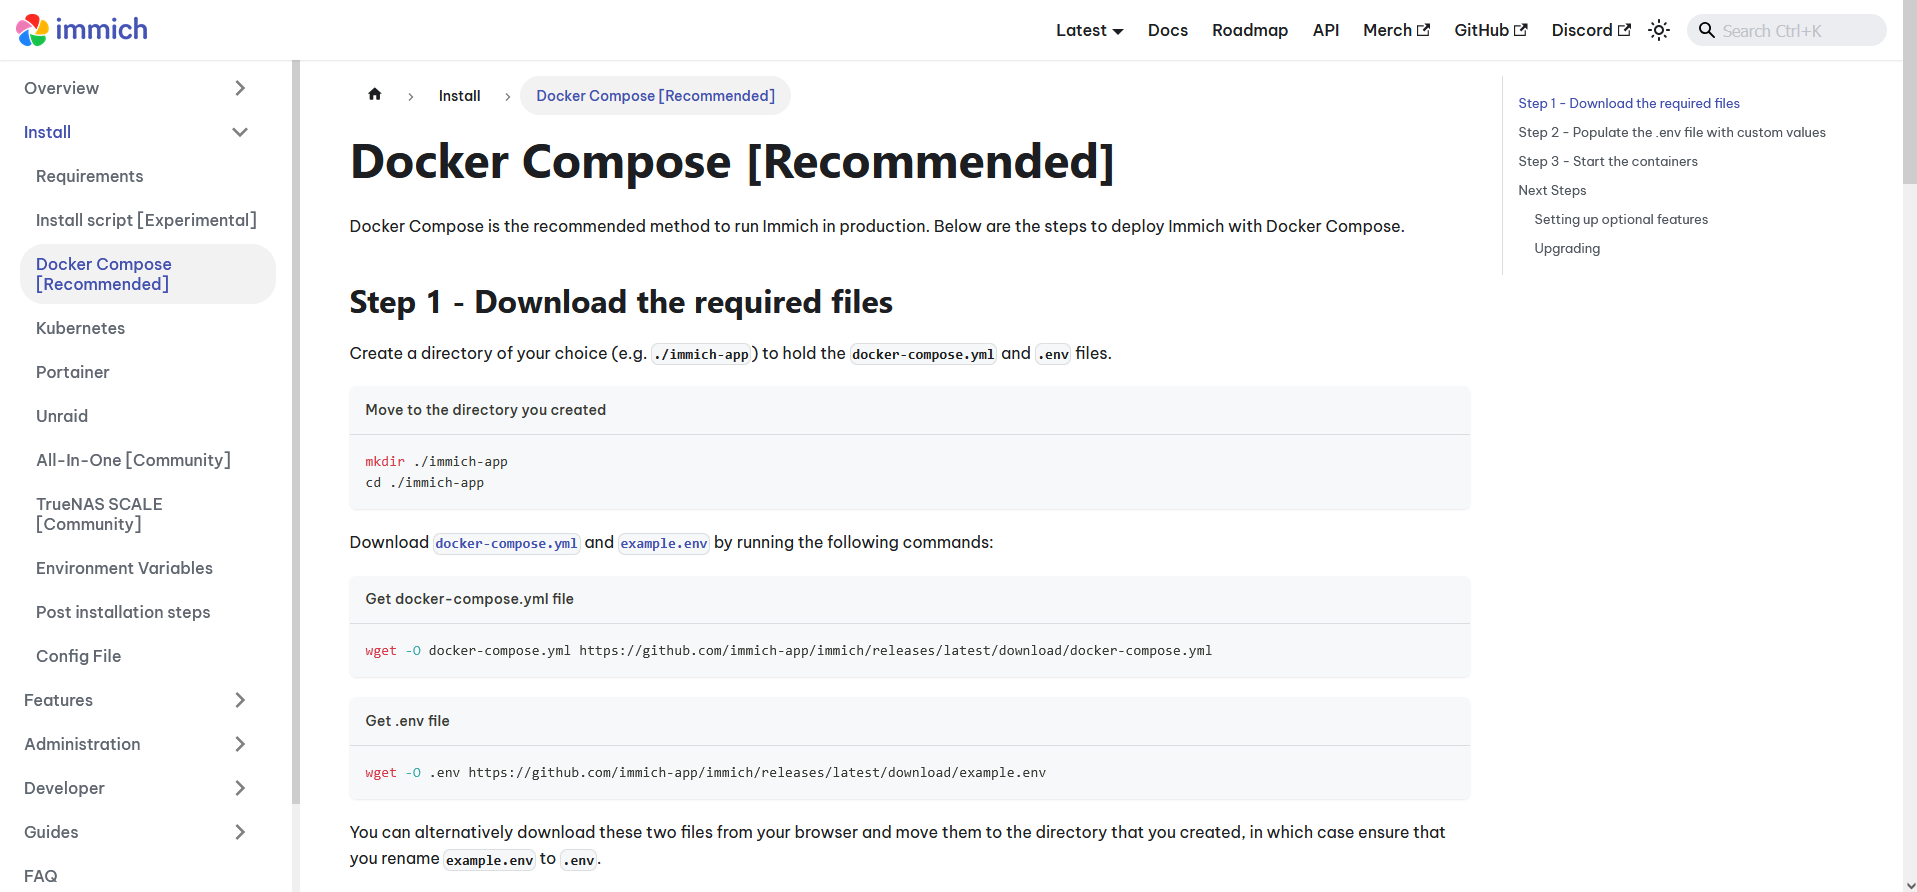 immich
Latest Docs Roadmap API Merch GitHub Discord Search Ctrl+K
Overview
Install
Requirements
Install script [Experimental]
Docker Compose
[Recommended]
Kubernetes
Portainer
Unraid
All-In-One [Community]
TrueNAS SCALE
[Community]
Environment Variables
Post installation steps
Config File
Features
Administration
Developer
Guides
FAQ
Install Docker Compose [Recommended]
Docker Compose [Recommended]
Docker Compose is the recommended method to run Immich in production. Below are the steps to deploy Immich with Docker Compose.
Step 1 - Download the required files
Create a directory of your choice (e.g. ./immich-app) to hold the docker-compose.yml and .env files.
Move to the directory you created
mkdir ./immich-app
cd ./immich-app
Download docker-compose.yml and example.env by running the following commands:
Get docker-compose.yml file
wget -O docker-compose.yml https://github.com/immich-app/immich/releases/latest/download/docker-compose.yml
Get .env file
wget -O .env https://github.com/immich-app/immich/releases/latest/download/example.env
You can alternatively download these two files from your browser and move them to the directory that you created, in which case ensure that
you rename example.env to .env.
Step 1 - Download the required files
Step 2 - Populate the .env file with custom values
Step 3 - Start the containers
Next Steps
Setting up optional features
Upgrading